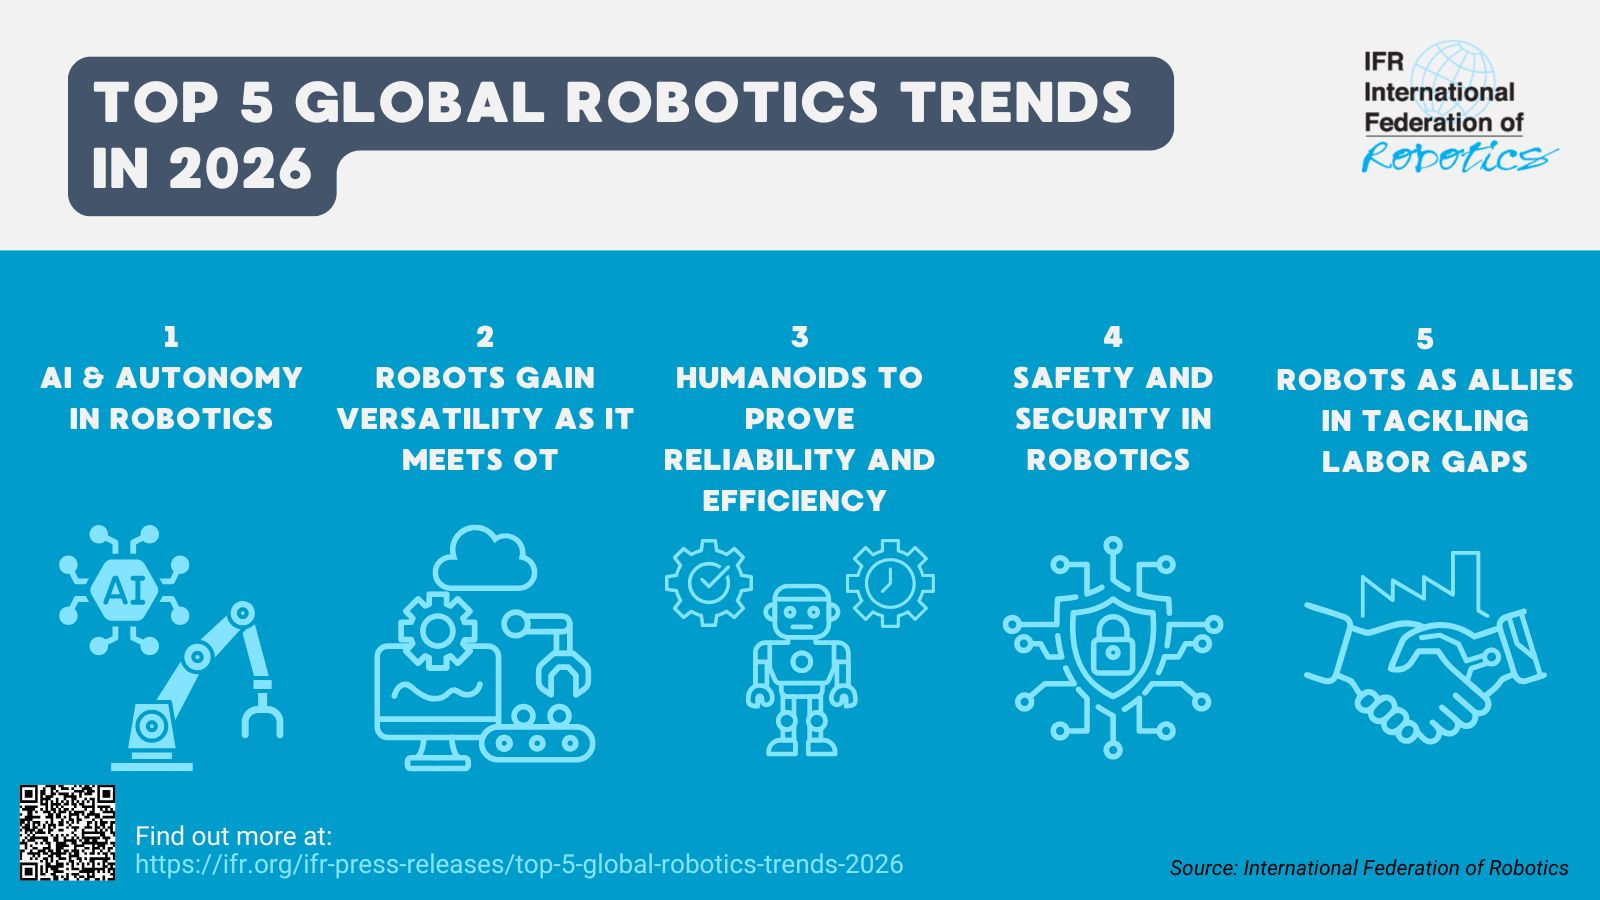 TOP 5 GLOBAL ROBOTICS TRENDS
IN 2026
IFR
International
Federation of
Robotics
1
AI & AUTONOMY
IN ROBOTICS
2
ROBOTS GAIN
VERSATILITY AS IT
MEETS OT
3
HUMANOIDS TO
PROVE
RELIABILITY AND
EFFICIENCY
4
SAFETY AND
SECURITY IN
ROBOTICS
5
ROBOTS AS ALLIES
IN TACKLING
LABOR GAPS
AI
Find out more at:
https://ifr.org/ifr-press-releases/top-5-global-robotics-trends-2026
Source: International Federation of Robotics